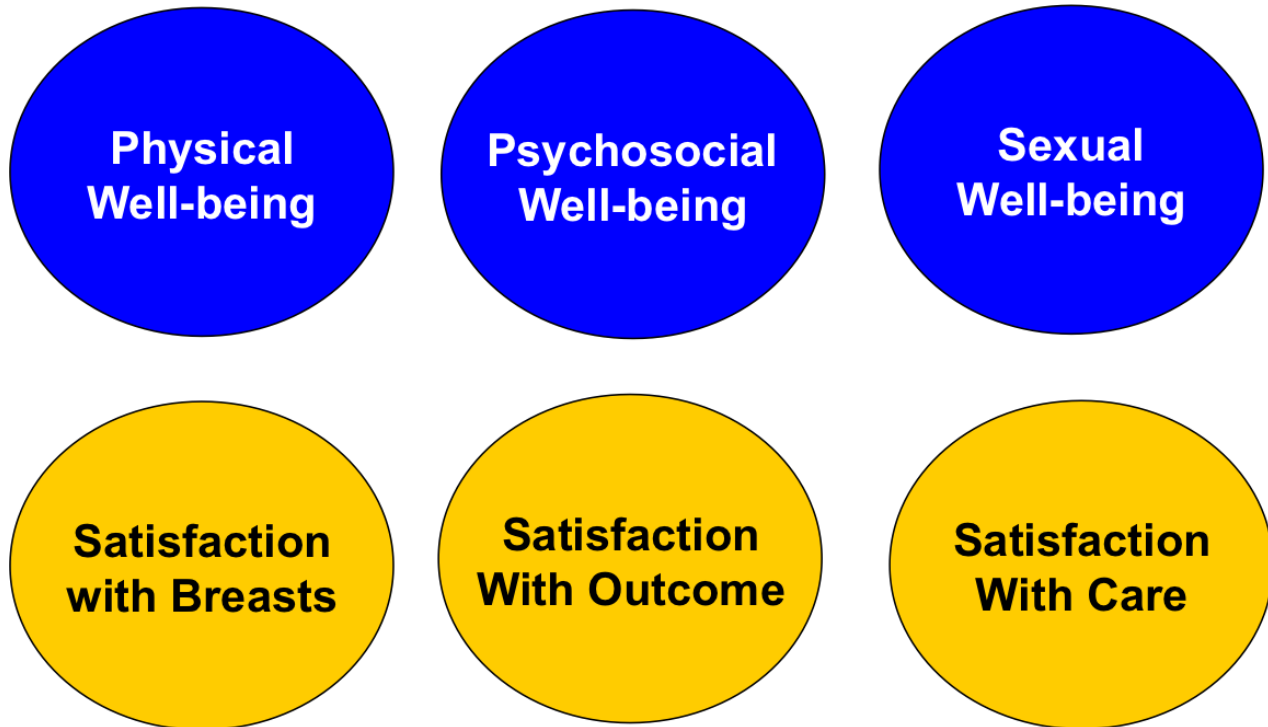 Physical
Well-being
Psychosocial
Well-being
Sexual
Well-being
Satisfaction
with Breasts
Satisfaction
With Outcome
Satisfaction
With Care